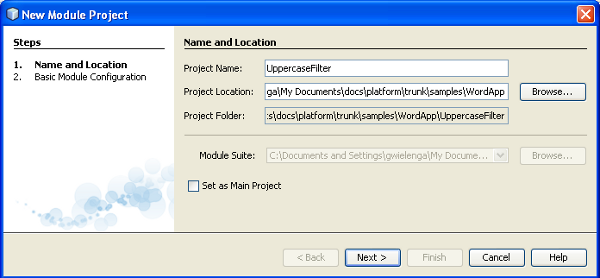 New Module Project
Steps
1. Name and Location
2. Basic Module Configuration
Name and Location
Project Name: UppercaseFilter
Project Location: ga\My Documents\docs\platform\trunk\samples\WordApp Browse...
Project Folder: :s\docs\platform\trunk\samples\WordApp\UppercaseFilter
Module Suite: C:\Documents and Settings\gwielenga\My Docume... Browse...
Set as Main Project
< Back Next > Finish Cancel Help